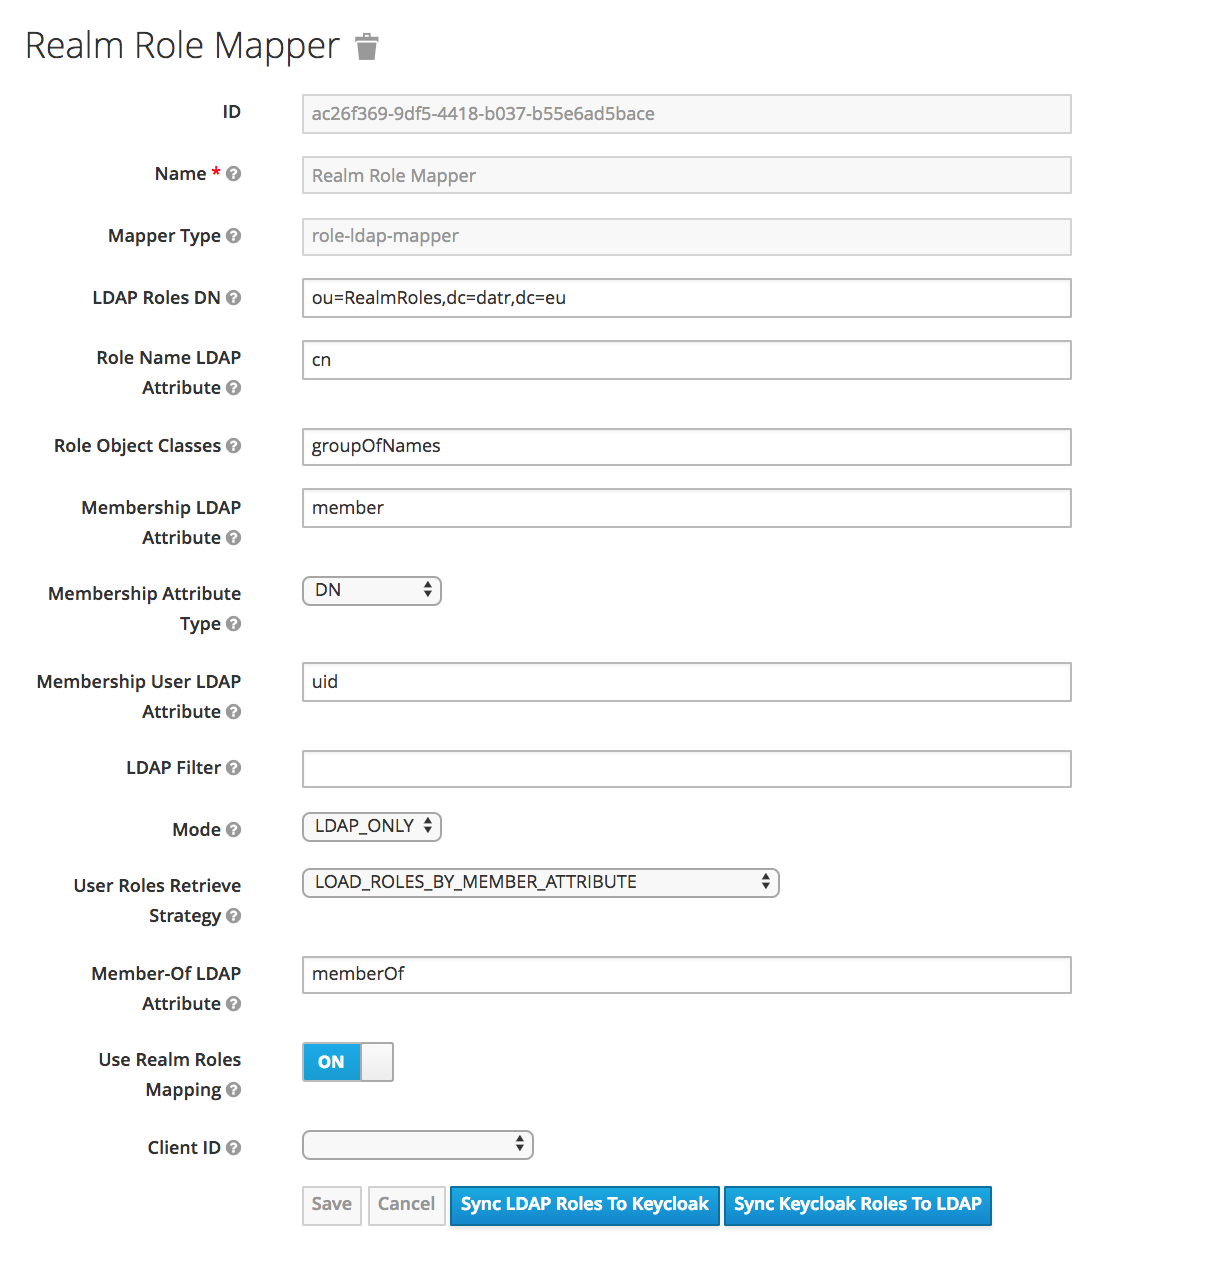 Realm Role Mapper
ID
ac26f369-9df5-4418-b037-b55e6ad5bace
Name *
Realm Role Mapper
Mapper Type
role-ldap-mapper
LDAP Roles DN
ou=RealmRoles,dc=datr,dc=eu
Role Name LDAP
Attribute
cn
Role Object Classes
groupOfNames
Membership LDAP
Attribute
member
Membership Attribute
Type
DN
Membership User LDAP
Attribute
uid
LDAP Filter
Mode
LDAP_ONLY
User Roles Retrieve
Strategy
LOAD_ROLES_BY_MEMBER_ATTRIBUTE
Member-Of LDAP
Attribute
memberOf
Use Realm Roles
Mapping
ON
Client ID
Save Cancel Sync LDAP Roles To Keycloak Sync Keycloak Roles To LDAP